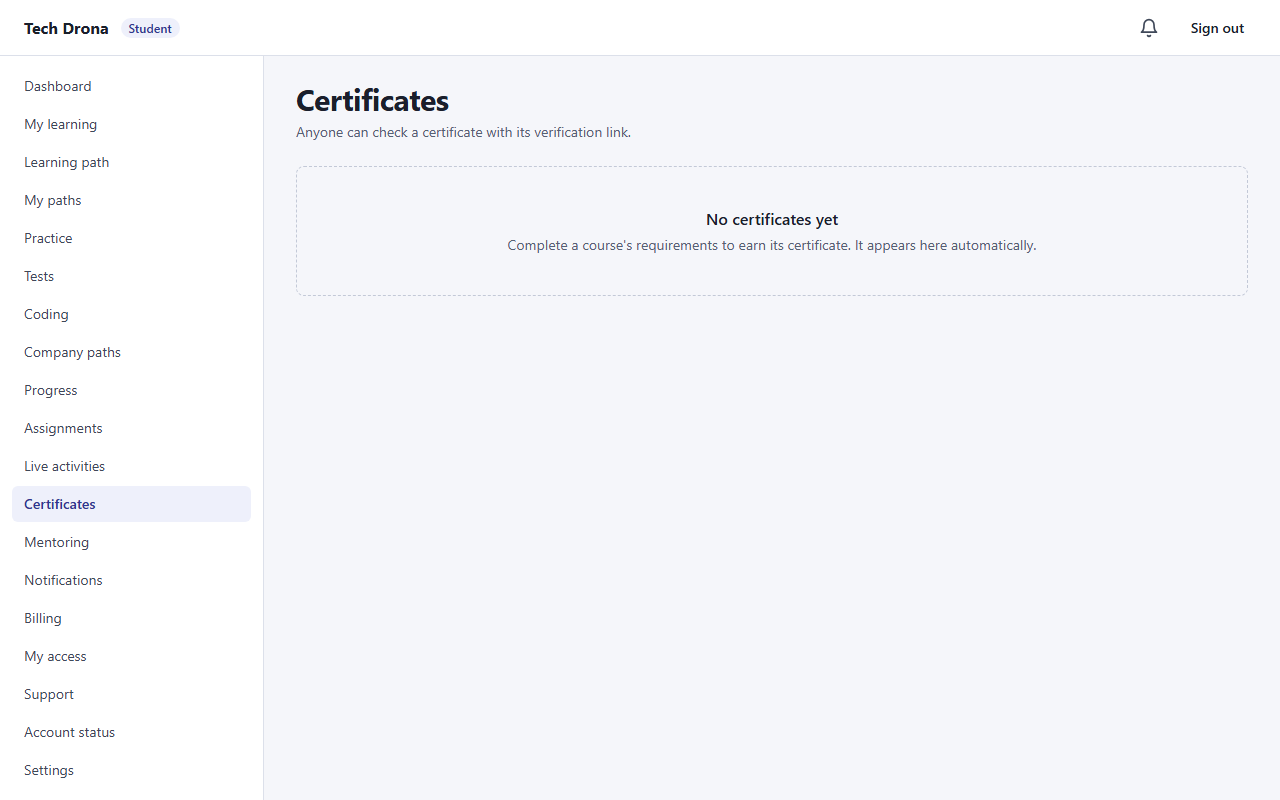 Tech Drona
Student
Sign out
Dashboard
My learning
Learning path
My paths
Practice
Tests
Coding
Company paths
Progress
Assignments
Live activities
Certificates
Mentoring
Notifications
Billing
My access
Support
Account status
Settings
Certificates
Anyone can check a certificate with its verification link.
No certificates yet
Complete a course's requirements to earn its certificate. It appears here automatically.